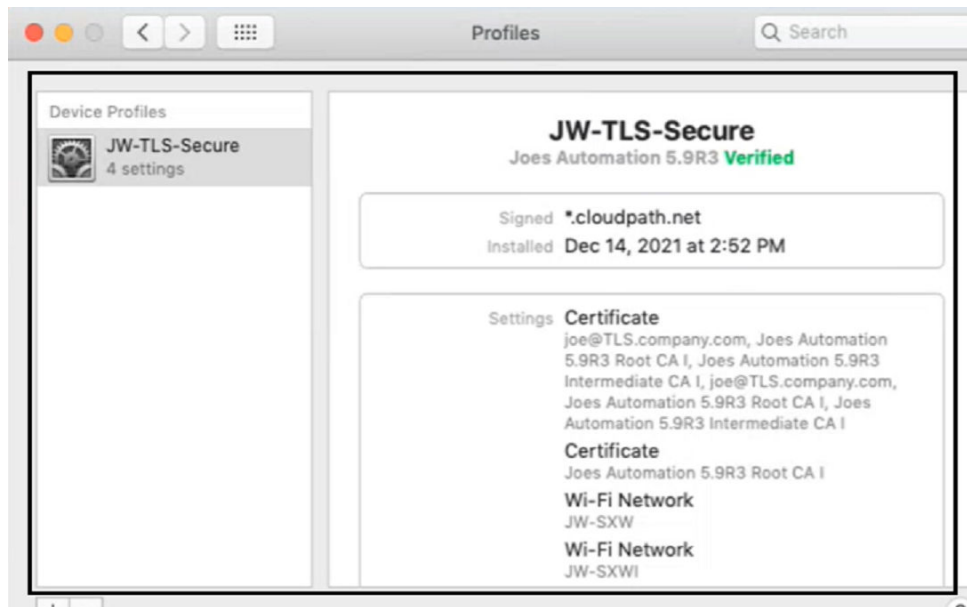 Profiles
Search
Device Profiles
JW-TLS-Secure
4 settings
JW-TLS-Secure
Joes Automation 5.9R3 Verified
Signed *.cloudpath.net
Installed Dec 14, 2021 at 2:52 PM
Settings Certificate
joe@TLS.company.com, Joes Automation
5.9R3 Root CA I, Joes Automation 5.9R3
Intermediate CA I, joe@TLS.company.com,
Joes Automation 5.9R3 Root CA I, Joes
Automation 5.9R3 Intermediate CA I
Certificate
Joes Automation 5.9R3 Root CA I
Wi-Fi Network
JW-SXW
Wi-Fi Network
JW-SXWI